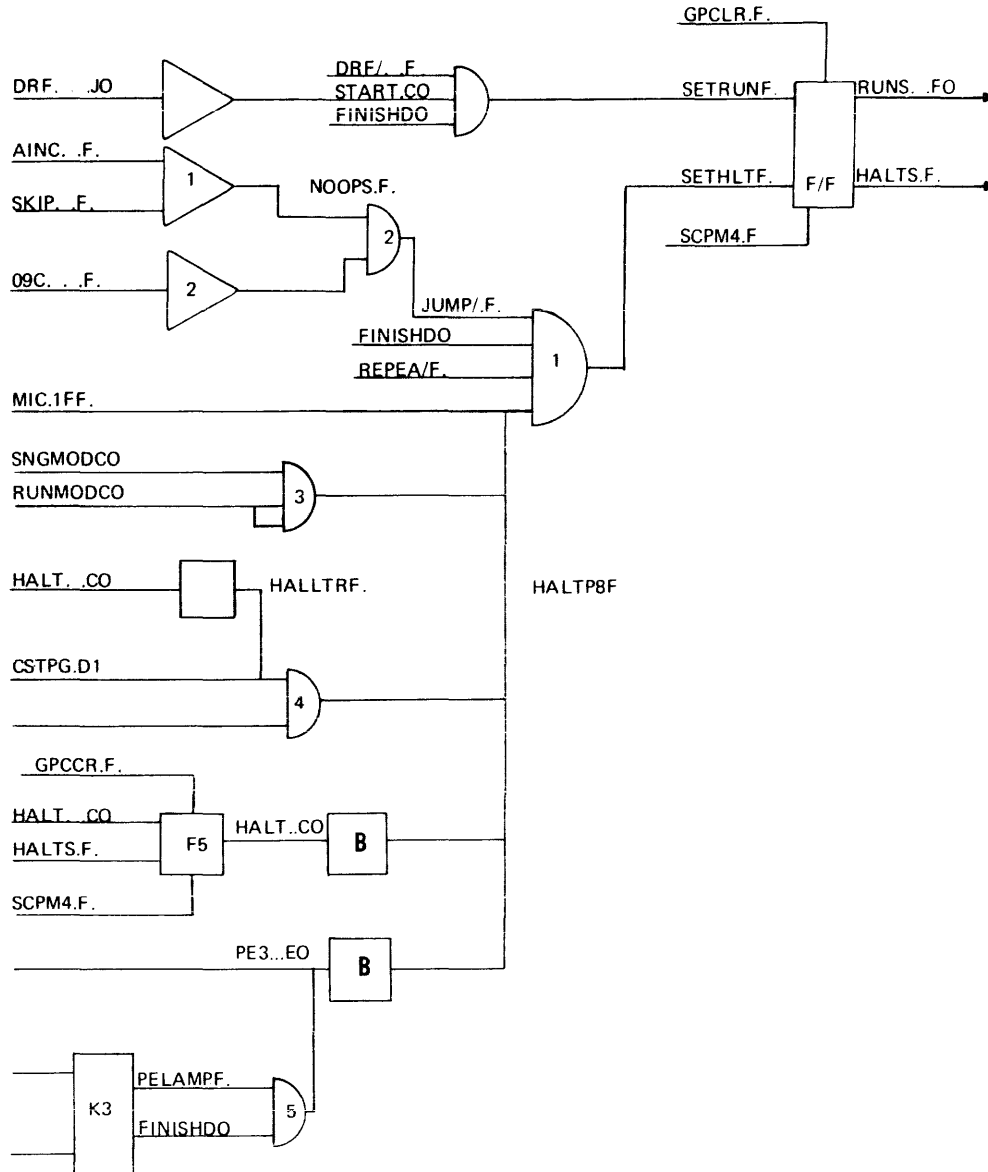 GPCLR.F.
DRF. . .JO
DRF/. .F.
START.CO
FINISHDO
SETRUNF.
RUNS. .FO
AINC. .F.
1
SKIP. .F.
NOOPS.F.
2
SETHLTF.
F/F
HALTS.F.
SCPM4.F
09C. . .F.
2
JUMP/.F.
FINISHDO
REPEA/F.
1
MIC.1FF.
SNGMODCO
RUNMODCO
3
HALT. .CO
HALLTRF.
HALTP8F
CSTPG.D1
4
GPCCR.F.
HALT. .CO
HALTS.F.
F5
HALT..CO
B
SCPM4.F.
PE3...EO
B
K3
PELAMPF.
FINISHDO
5